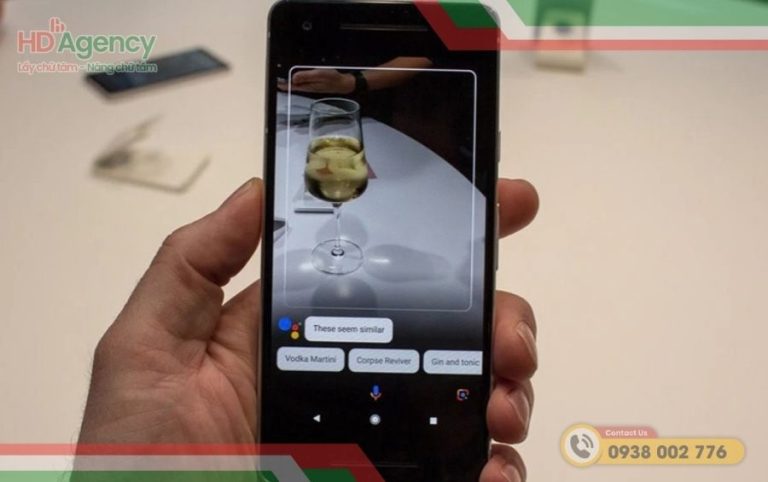 HD Agency
Lấy chữ tâm - Nâng chữ tầm
These seem similar
Vodka Martini
Corpse Reviver
Gin and tonic
Contact Us
0938 002 776